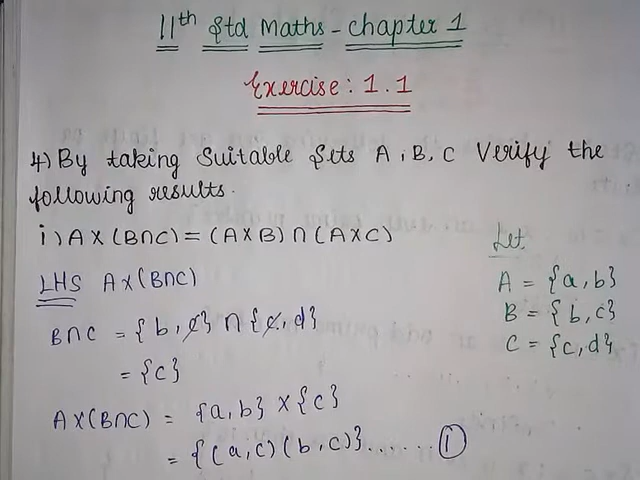 11th Std Maths - Chapter 1
Exercise: 1.1
4) By taking Suitable Sets A, B, C Verify the
following results.
i) A X (B∩C) = (A X B) ∩ (A X C)
LHS A X (B∩C)
B∩C = {b, c} ∩ {c, d}
= {c}
A X (B∩C) = {a, b} X {c}
= {(a, c) (b, c)} ...... ①
Let
A = {a, b}
B = {b, c}
C = {c, d}